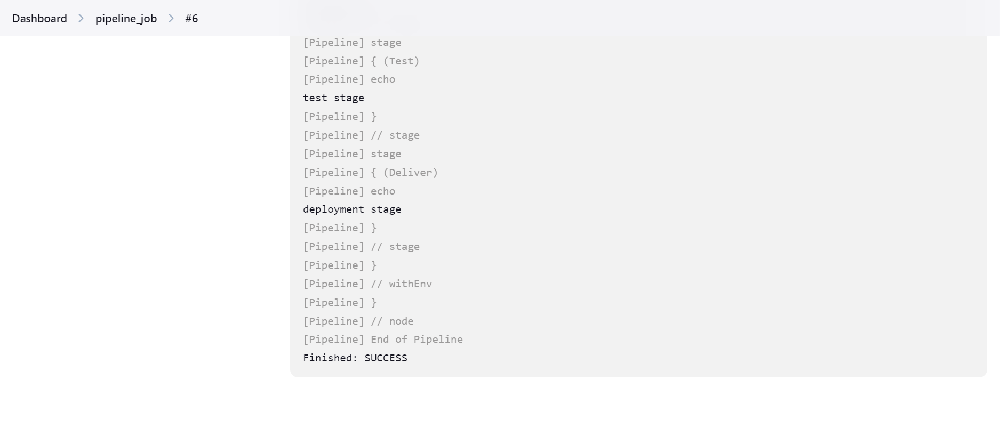 Dashboard > pipeline_job > #6
[Pipeline] stage
[Pipeline] { (Test)
[Pipeline] echo
test stage
[Pipeline] }
[Pipeline] // stage
[Pipeline] stage
[Pipeline] { (Deliver)
[Pipeline] echo
deployment stage
[Pipeline] }
[Pipeline] // stage
[Pipeline] }
[Pipeline] // withEnv
[Pipeline] }
[Pipeline] // node
[Pipeline] End of Pipeline
Finished: SUCCESS